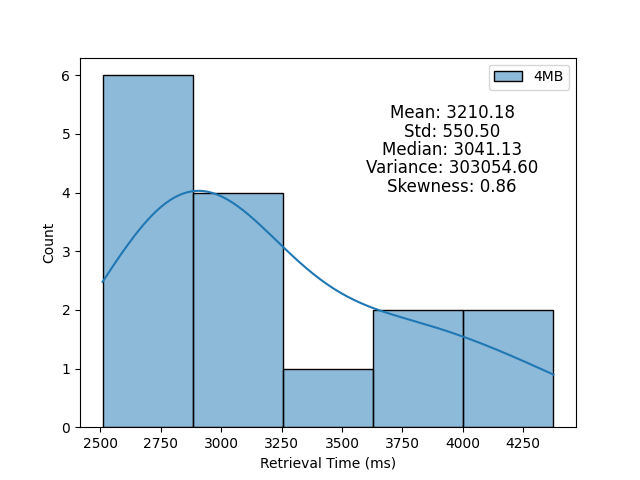 4MB
Mean: 3210.18
Std: 550.50
Median: 3041.13
Variance: 303054.60
Skewness: 0.86
6
5
4
3
2
1
0
Count
2500 2750 3000 3250 3500 3750 4000 4250
Retrieval Time (ms)